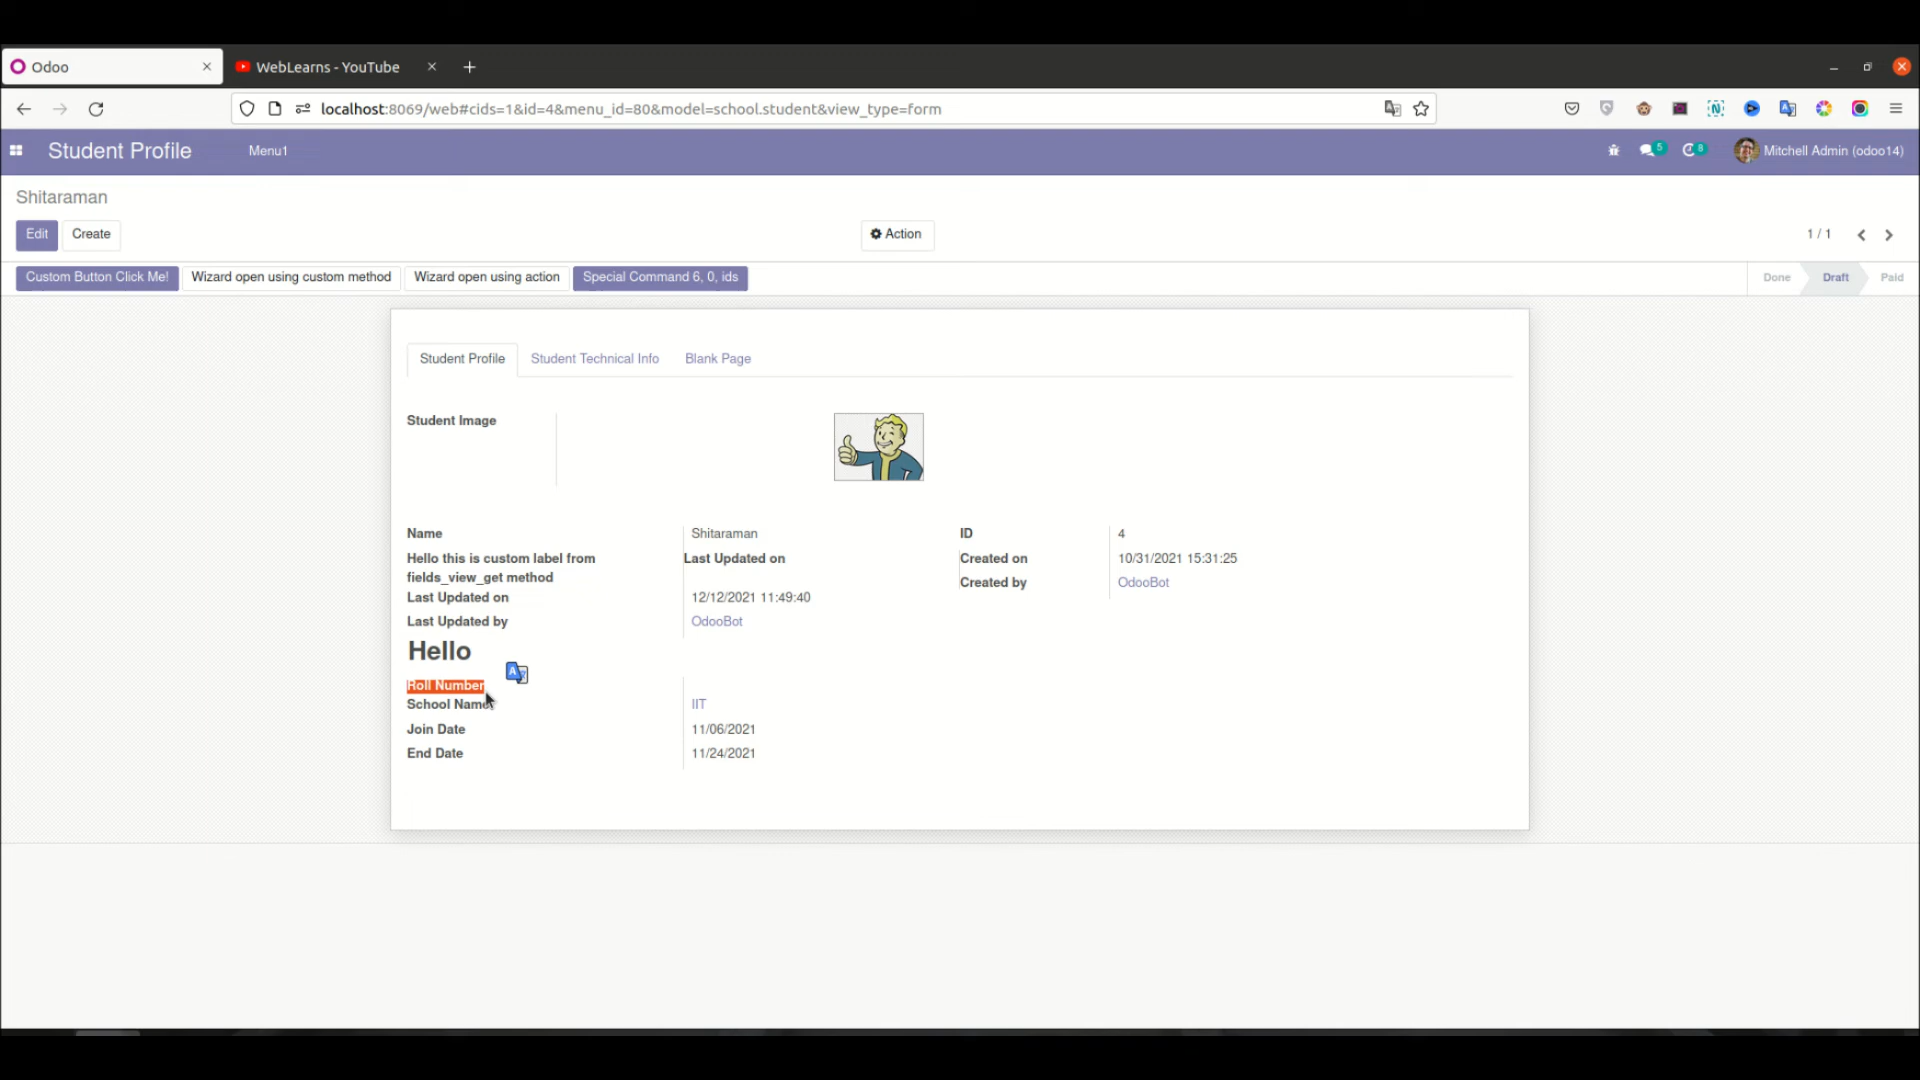 Odoo
WebLearns - YouTube
localhost:8069/web#cids=1&id=4&menu_id=80&model=school.student&view_type=form
Student Profile Menu1 5 8 Mitchell Admin (odoo14)
Shitaraman
Edit Create Action 1 / 1
Custom Button Click Me! Wizard open using custom method Wizard open using action Special Command 6, 0, ids Done Draft Paid
Student Profile Student Technical Info Blank Page
Student Image
Name Shitaraman
Hello this is custom label from
fields_view_get method
Last Updated on
Last Updated on 12/12/2021 11:49:40
Last Updated by OdooBot
ID 4
Created on 10/31/2021 15:31:25
Created by OdooBot
Hello
Roll Number
School Name IIT
Join Date 11/06/2021
End Date 11/24/2021